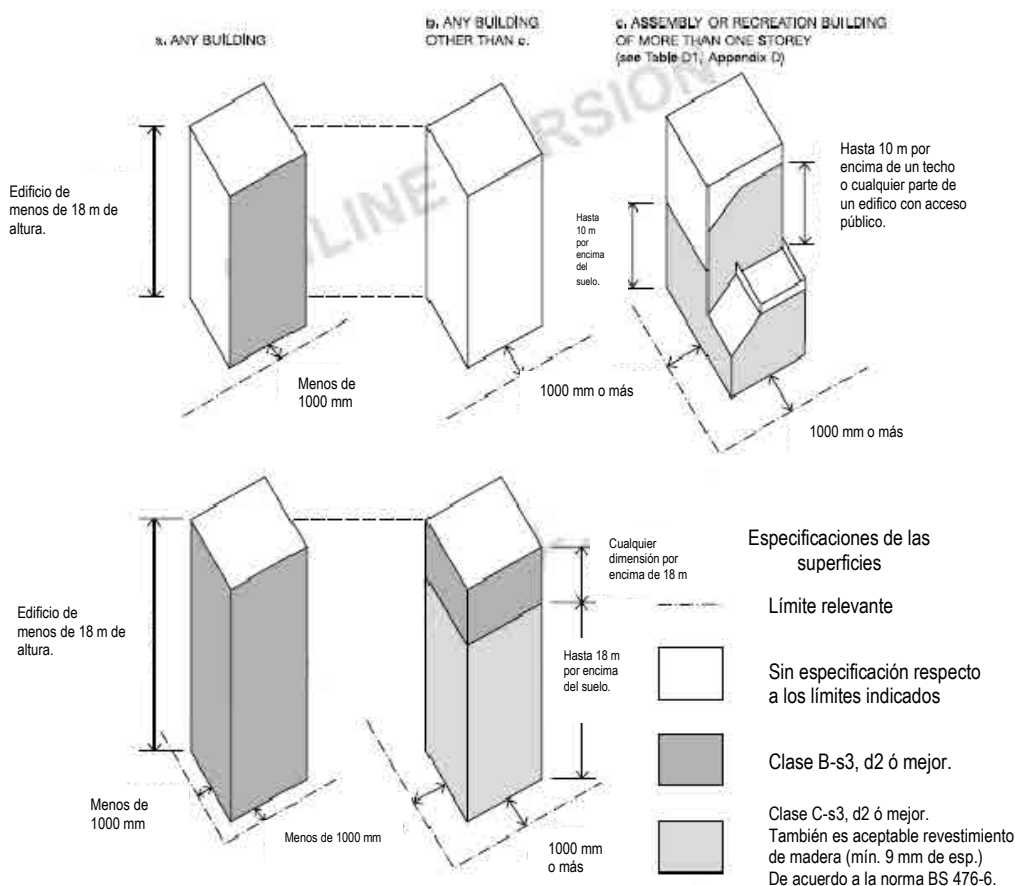 a. ANY BUILDING
b. ANY BUILDING
OTHER THAN c.
c. ASSEMBLY OR RECREATION BUILDING
OF MORE THAN ONE STOREY
(see Table D1, Appendix D)
ONLINE VERSION
Edificio de
menos de 18 m de
altura.
Menos de
1000 mm
1000 mm o más
Hasta
10 m
por
encima
del
suelo.
Hasta 10 m por
encima de un techo
o cualquier parte de
un edifico con acceso
público.
1000 mm o más
Edificio de
menos de 18 m de
altura.
Menos de
1000 mm
Menos de 1000 mm
Cualquier
dimensión por
encima de 18 m
Hasta 18 m
por encima
del suelo.
1000 mm
o más
Especificaciones de las
superficies
Límite relevante
Sin especificación respecto
a los límites indicados
Clase B-s3, d2 ó mejor.
Clase C-s3, d2 ó mejor.
También es aceptable revestimiento
de madera (mín. 9 mm de esp.)
De acuerdo a la norma BS 476-6.